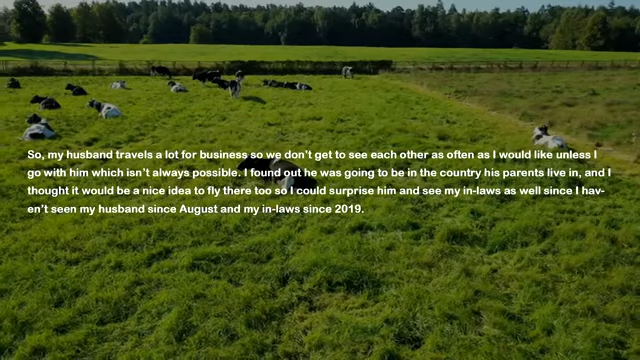 So, my husband travels a lot for business so we don't get to see each other as often as I would like unless I
go with him which isn't always possible. I found out he was going to be in the country his parents live in, and I
thought it would be a nice idea to fly there too so I could surprise him and see my in-laws as well since I hav-
en't seen my husband since August and my in-laws since 2019.